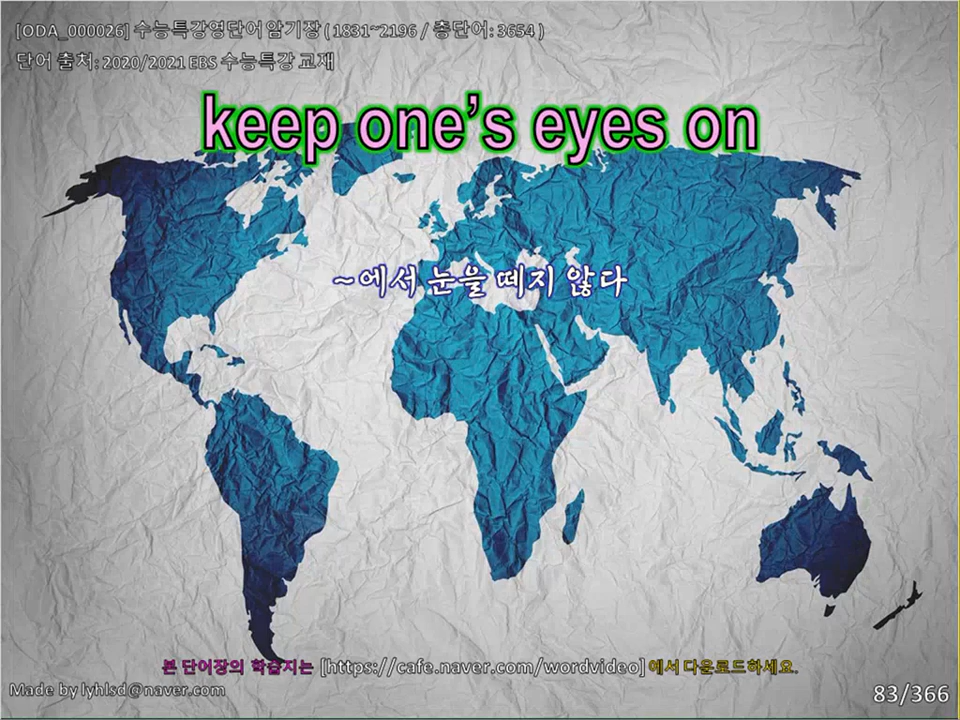 [ODA_000026] 수능특강영단어 암기장 ( 1831~2196 / 총단어: 3654 )
단어 출처: 2020/2021 EBS 수능특강 교재
keep one’s eyes on
~에서 눈을 떼지 않다
본 단어장의 학습지는 [https://cafe.naver.com/wordvideo] 에서 다운로드하세요.
Made by lyhlsd@naver.com
83/366